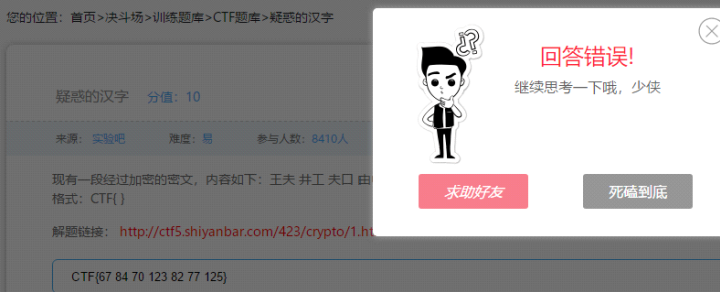 您的位置：首页>决斗场>训练题库>CTF题库>疑惑的汉字
回答错误!
继续思考一下哦，少侠
疑惑的汉字 分值：10
来源： 实验吧 难度：易 参与人数：8410人
求助好友 死磕到底
现有一段经过加密的密文，内容如下：王夫 井工 夫口 由
格式：CTF{ }
解题链接： http://ctf5.shiyanbar.com/423/crypto/1.h
CTF{67 84 70 123 82 77 125}